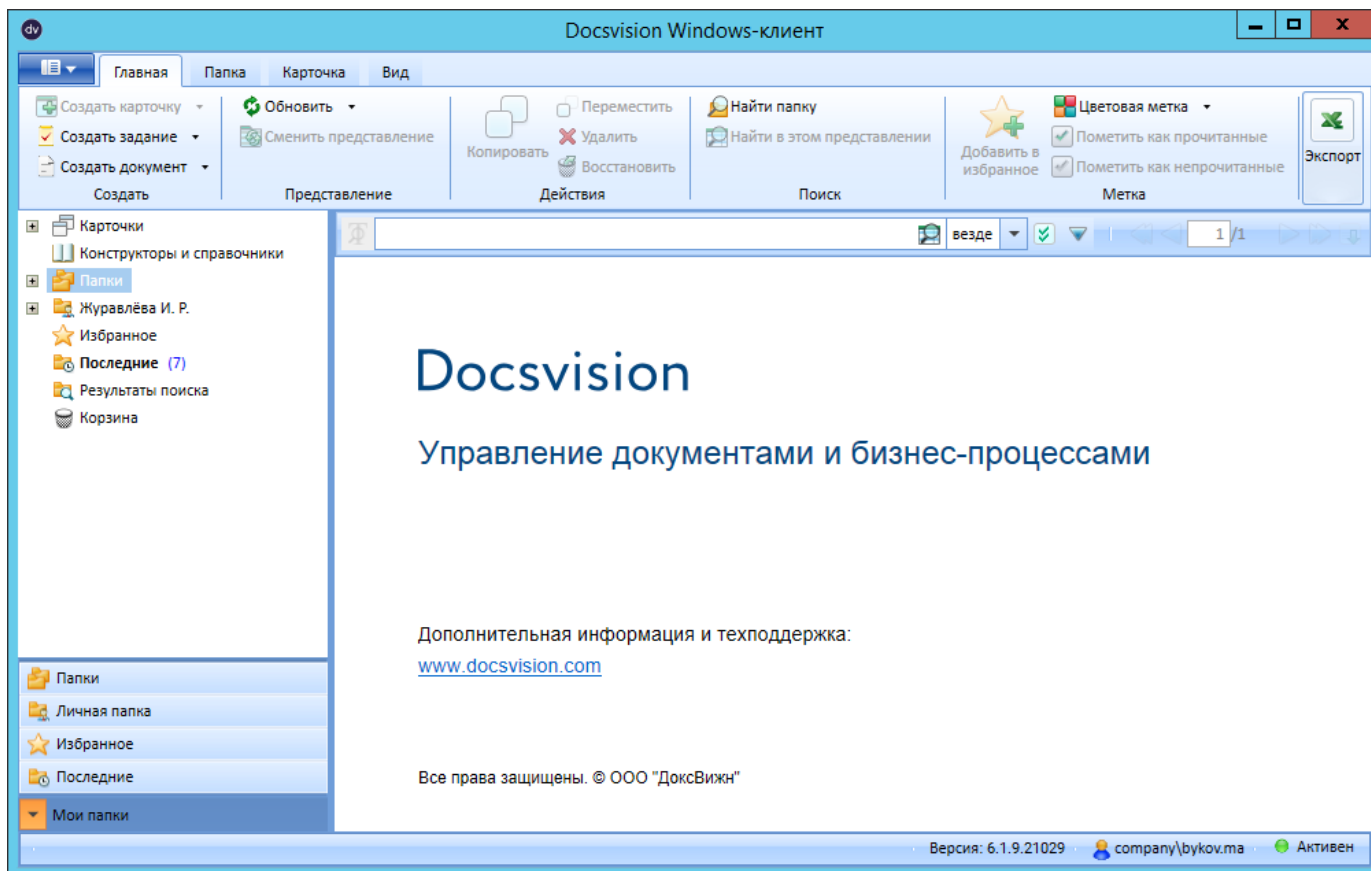 dv
Docsvision Windows-клиент
Главная Папка Карточка Вид
Создать карточку Обновить Переместить Найти папку Цветовая метка
Создать задание Сменить представление Копировать Удалить Найти в этом представлении Добавить в избранное Пометить как прочитанные Экспорт
Создать документ Восстановить Пометить как непрочитанные
Создать Представление Действия Поиск Метка
Карточки
Конструкторы и справочники
Папки
Журавлёва И. Р.
Избранное
Последние (7)
Результаты поиска
Корзина
везде 1 /1
Docsvision
Управление документами и бизнес-процессами
Дополнительная информация и техподдержка:
www.docsvision.com
Все права защищены. © ООО "ДоксВижн"
Папки
Личная папка
Избранное
Последние
Мои папки
Версия: 6.1.9.21029 company\bykov.ma Активен